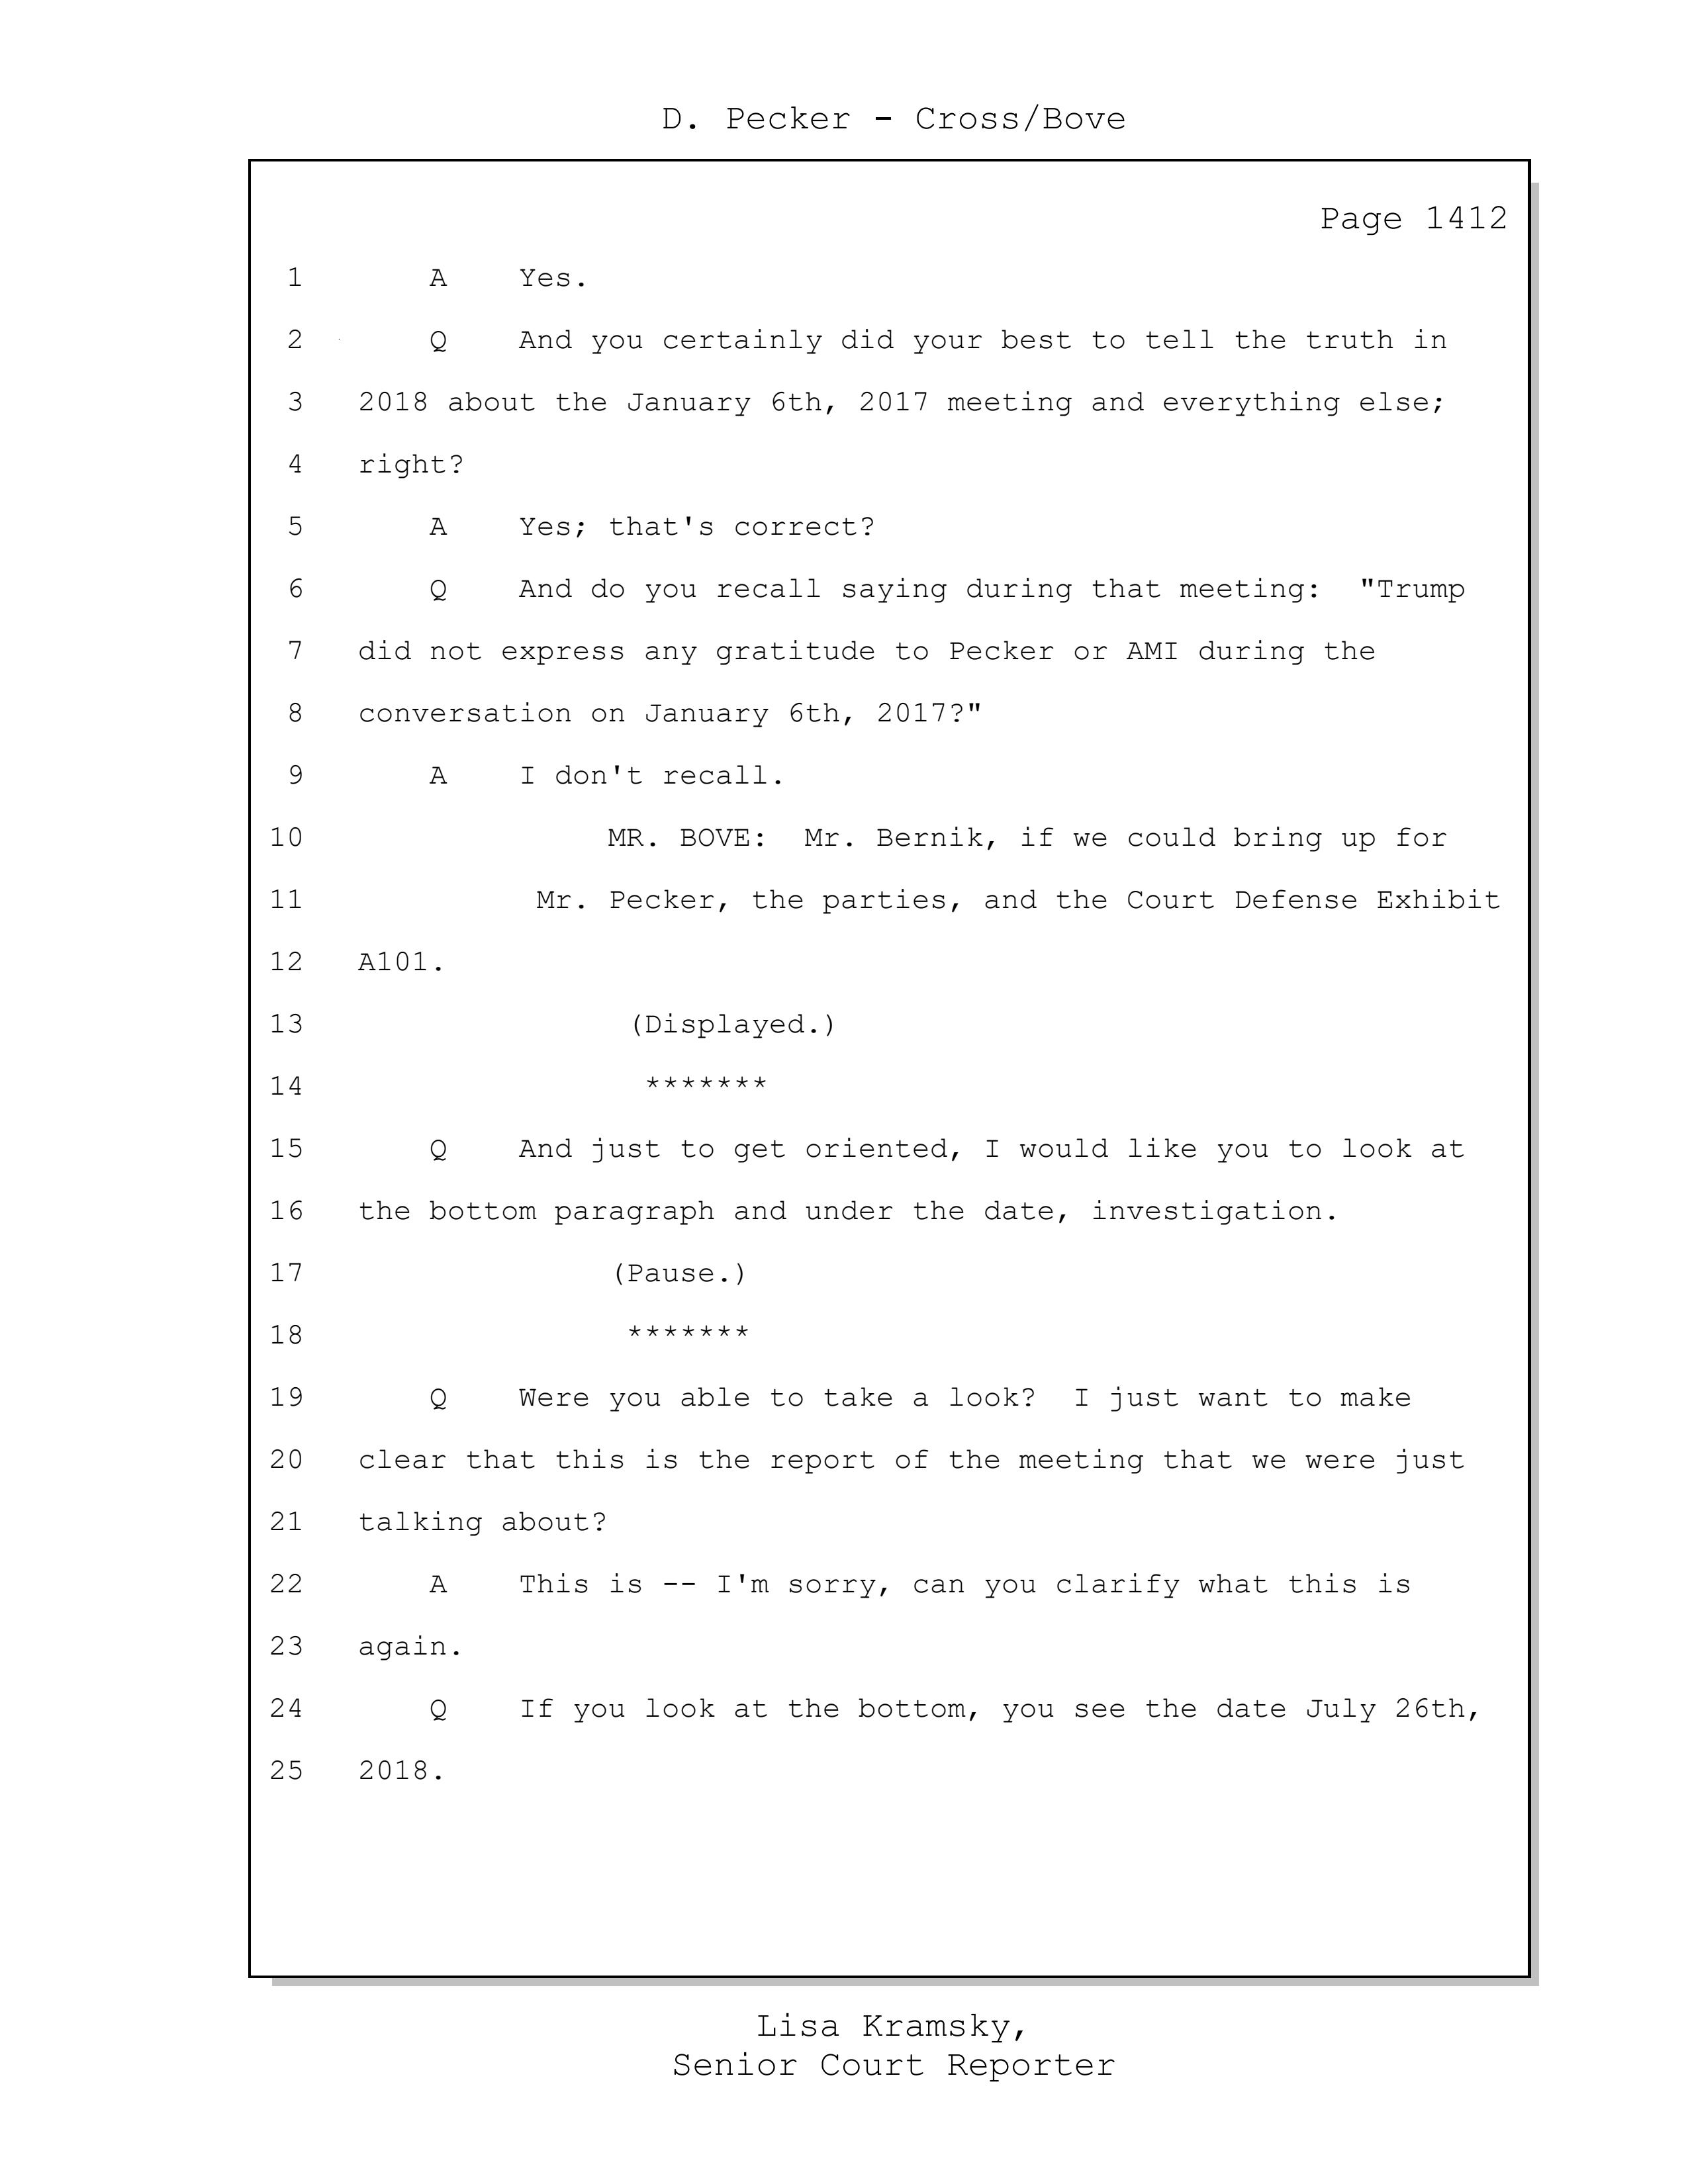 D. Pecker - Cross/Bove
Page 1412
1 A Yes.
2 Q And you certainly did your best to tell the truth in
3 2018 about the January 6th, 2017 meeting and everything else;
4 right?
5 A Yes; that's correct?
6 Q And do you recall saying during that meeting: "Trump
7 did not express any gratitude to Pecker or AMI during the
8 conversation on January 6th, 2017?"
9 A I don't recall.
10 MR. BOVE: Mr. Bernik, if we could bring up for
11 Mr. Pecker, the parties, and the Court Defense Exhibit
12 A101.
13 (Displayed.)
14 *******
15 Q And just to get oriented, I would like you to look at
16 the bottom paragraph and under the date, investigation.
17 (Pause.)
18 *******
19 Q Were you able to take a look? I just want to make
20 clear that this is the report of the meeting that we were just
21 talking about?
22 A This is -- I'm sorry, can you clarify what this is
23 again.
24 Q If you look at the bottom, you see the date July 26th,
25 2018.
Lisa Kramsky,
Senior Court Reporter